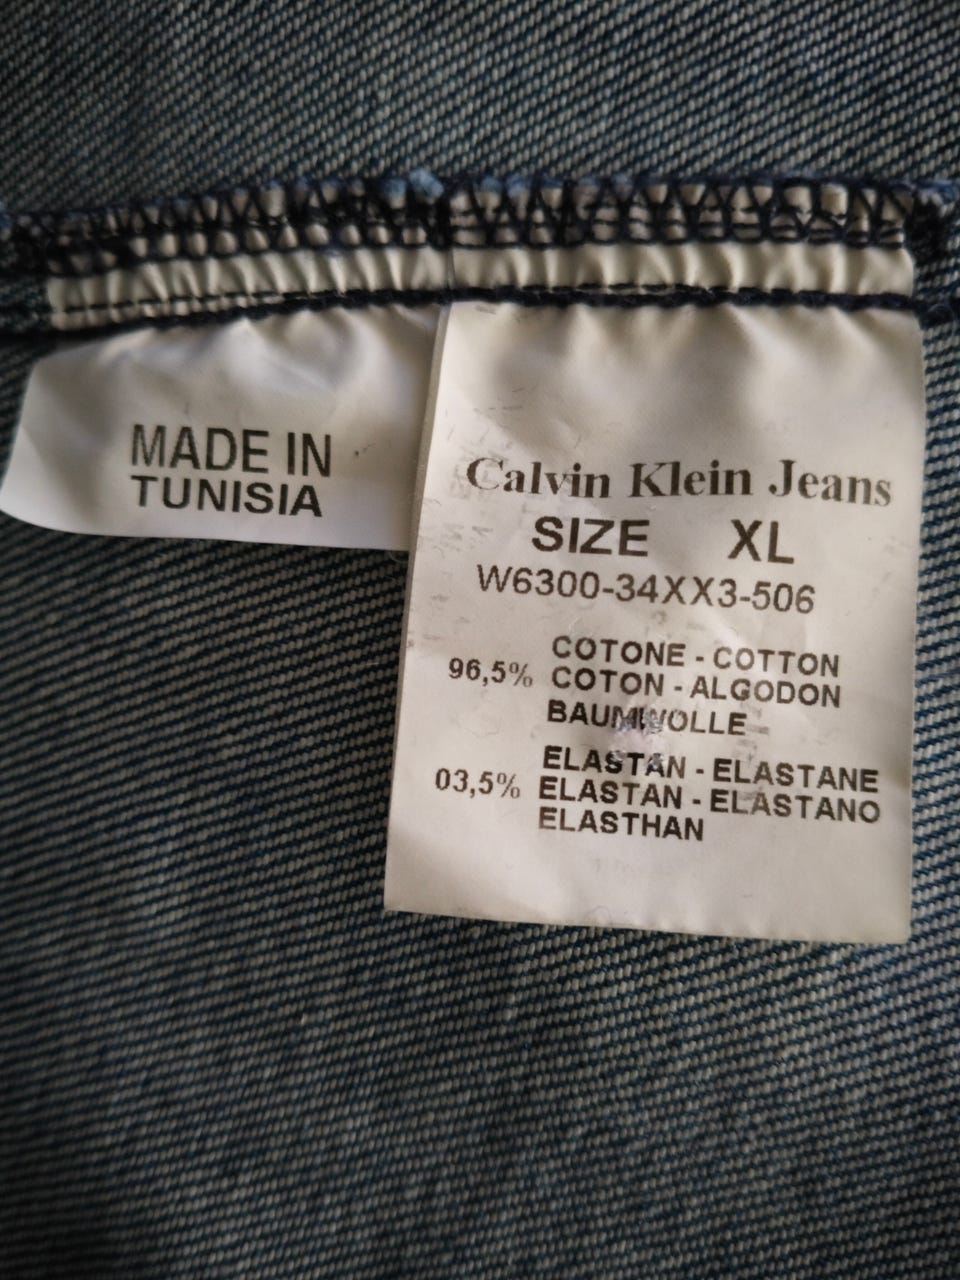 MADE IN
TUNISIA
Calvin Klein Jeans
SIZE XL
W6300-34XX3-506
COTONE - COTTON
96,5% COTON - ALGODON
BAUMWOLLE
ELASTAN - ELASTANE
03,5% ELASTAN - ELASTANO
ELASTHAN